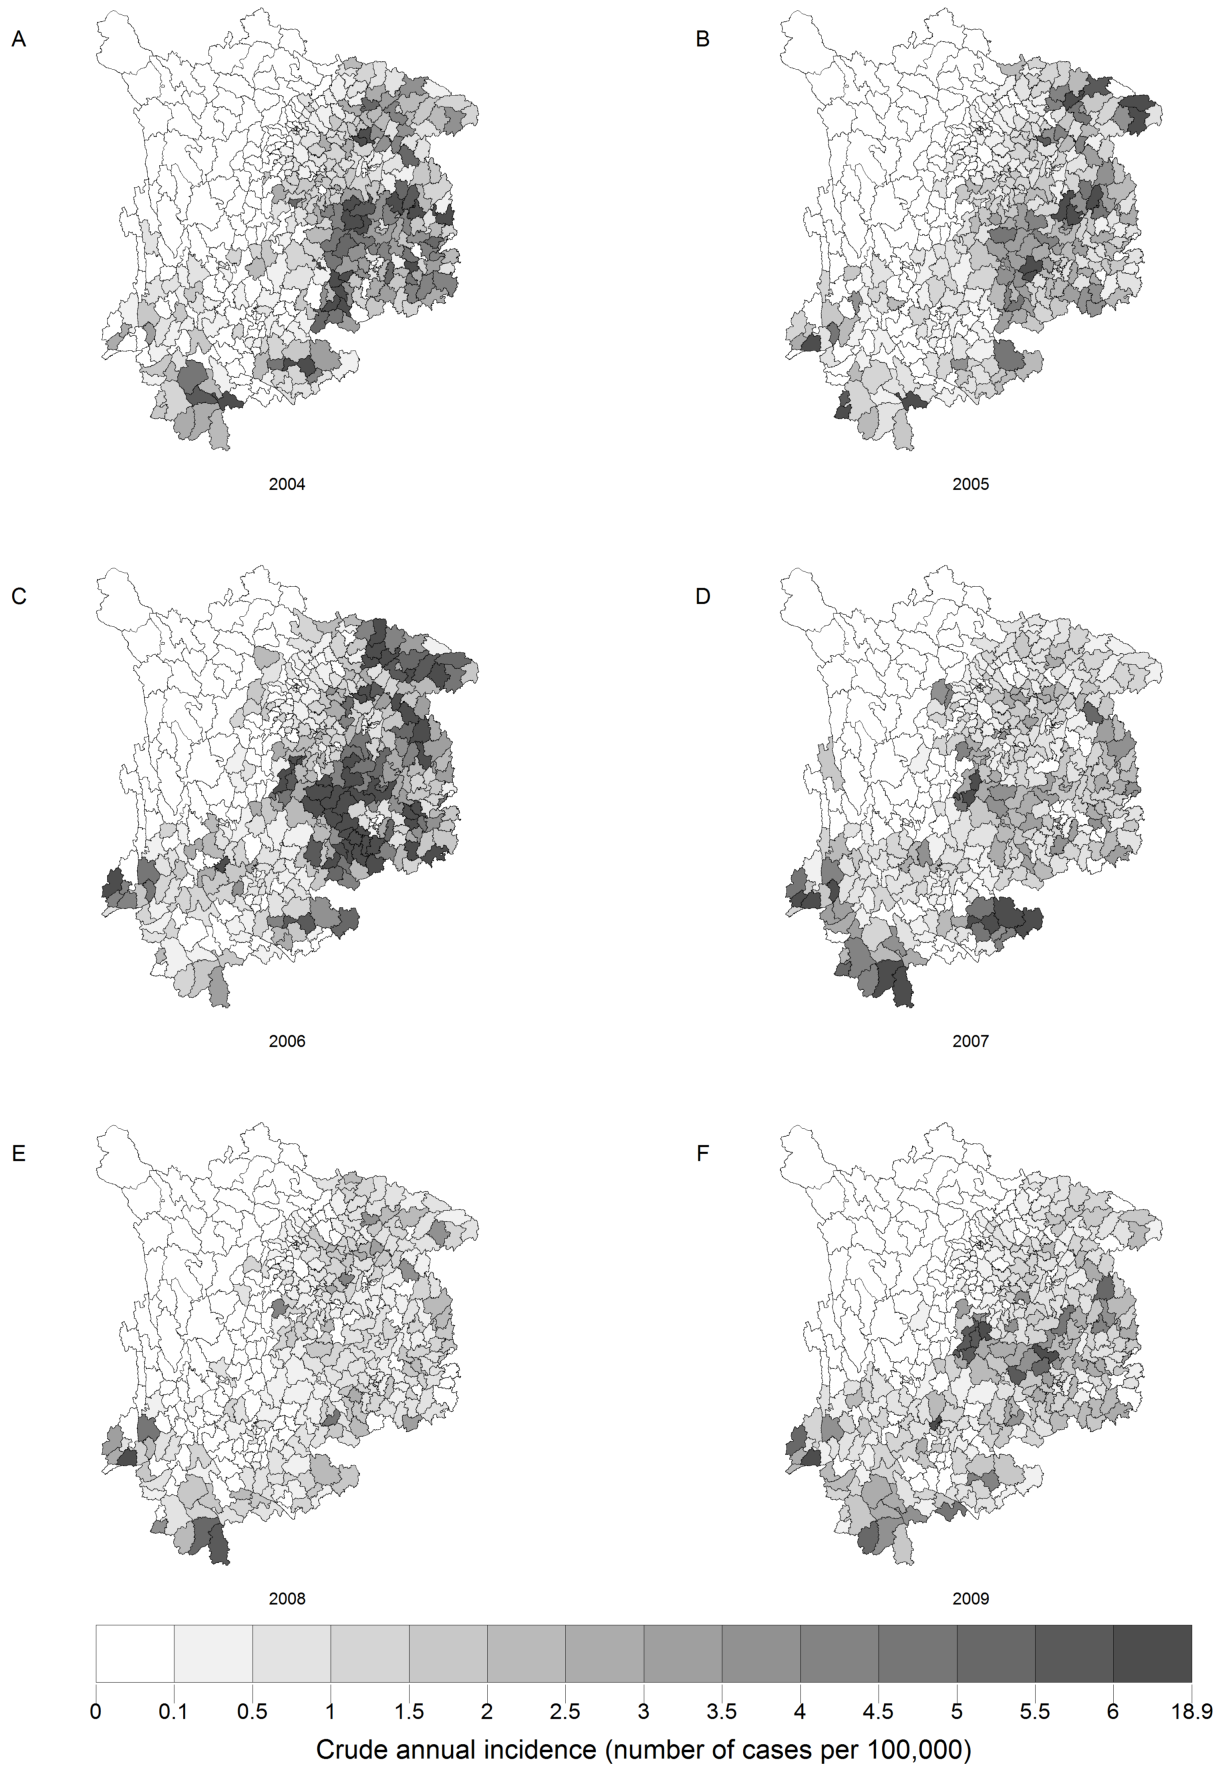 A
B
2004
2005
C
D
2006
2007
E
F
2008
2009
0 0.1 0.5 1 1.5 2 2.5 3 3.5 4 4.5 5 5.5 6 18.9
Crude annual incidence (number of cases per 100,000)